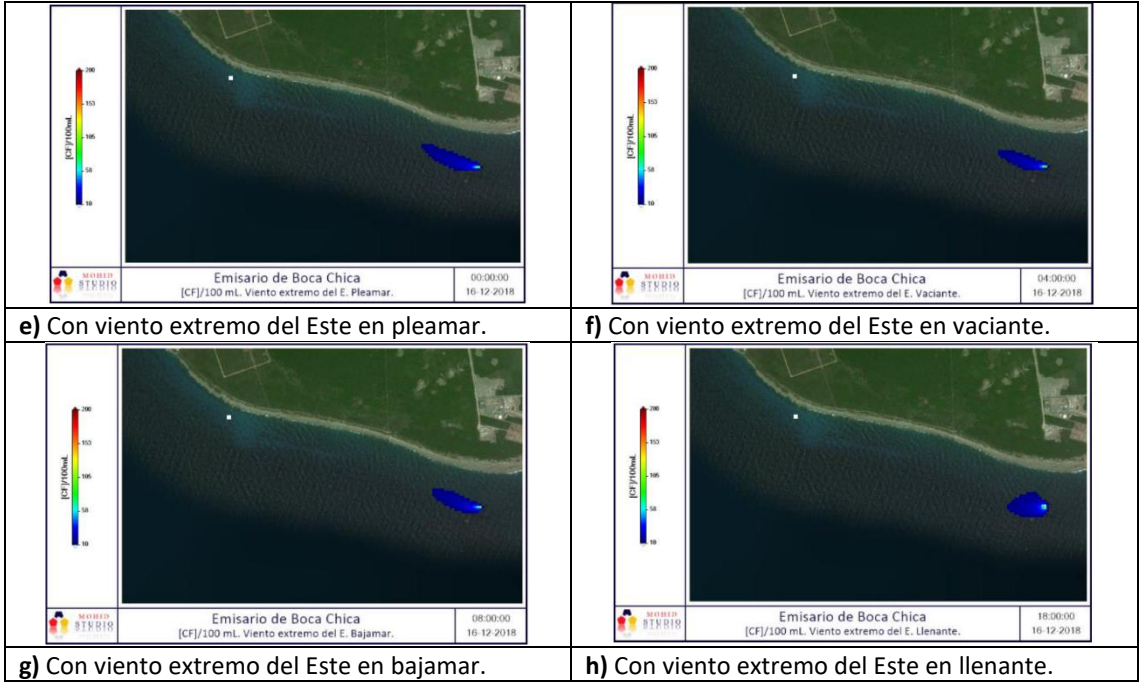 200
153
105
58
10
[CF]/100mL
MOHID
STUDIO
Emisario de Boca Chica
[CF]/100 mL. Viento extremo del E. Pleamar.
00:00:00
16-12-2018
200
153
105
58
10
[CF]/100mL
MOHID
STUDIO
Emisario de Boca Chica
[CF]/100 mL. Viento extremo del E. Vaciante.
04:00:00
16-12-2018
e) Con viento extremo del Este en pleamar.
f) Con viento extremo del Este en vaciante.
200
153
105
58
10
[CF]/100mL
MOHID
STUDIO
Emisario de Boca Chica
[CF]/100 mL. Viento extremo del E. Bajamar.
08:00:00
16-12-2018
200
153
105
58
10
[CF]/100mL
MOHID
STUDIO
Emisario de Boca Chica
[CF]/100 mL. Viento extremo del E. Llenante.
18:00:00
16-12-2018
g) Con viento extremo del Este en bajamar.
h) Con viento extremo del Este en llenante.